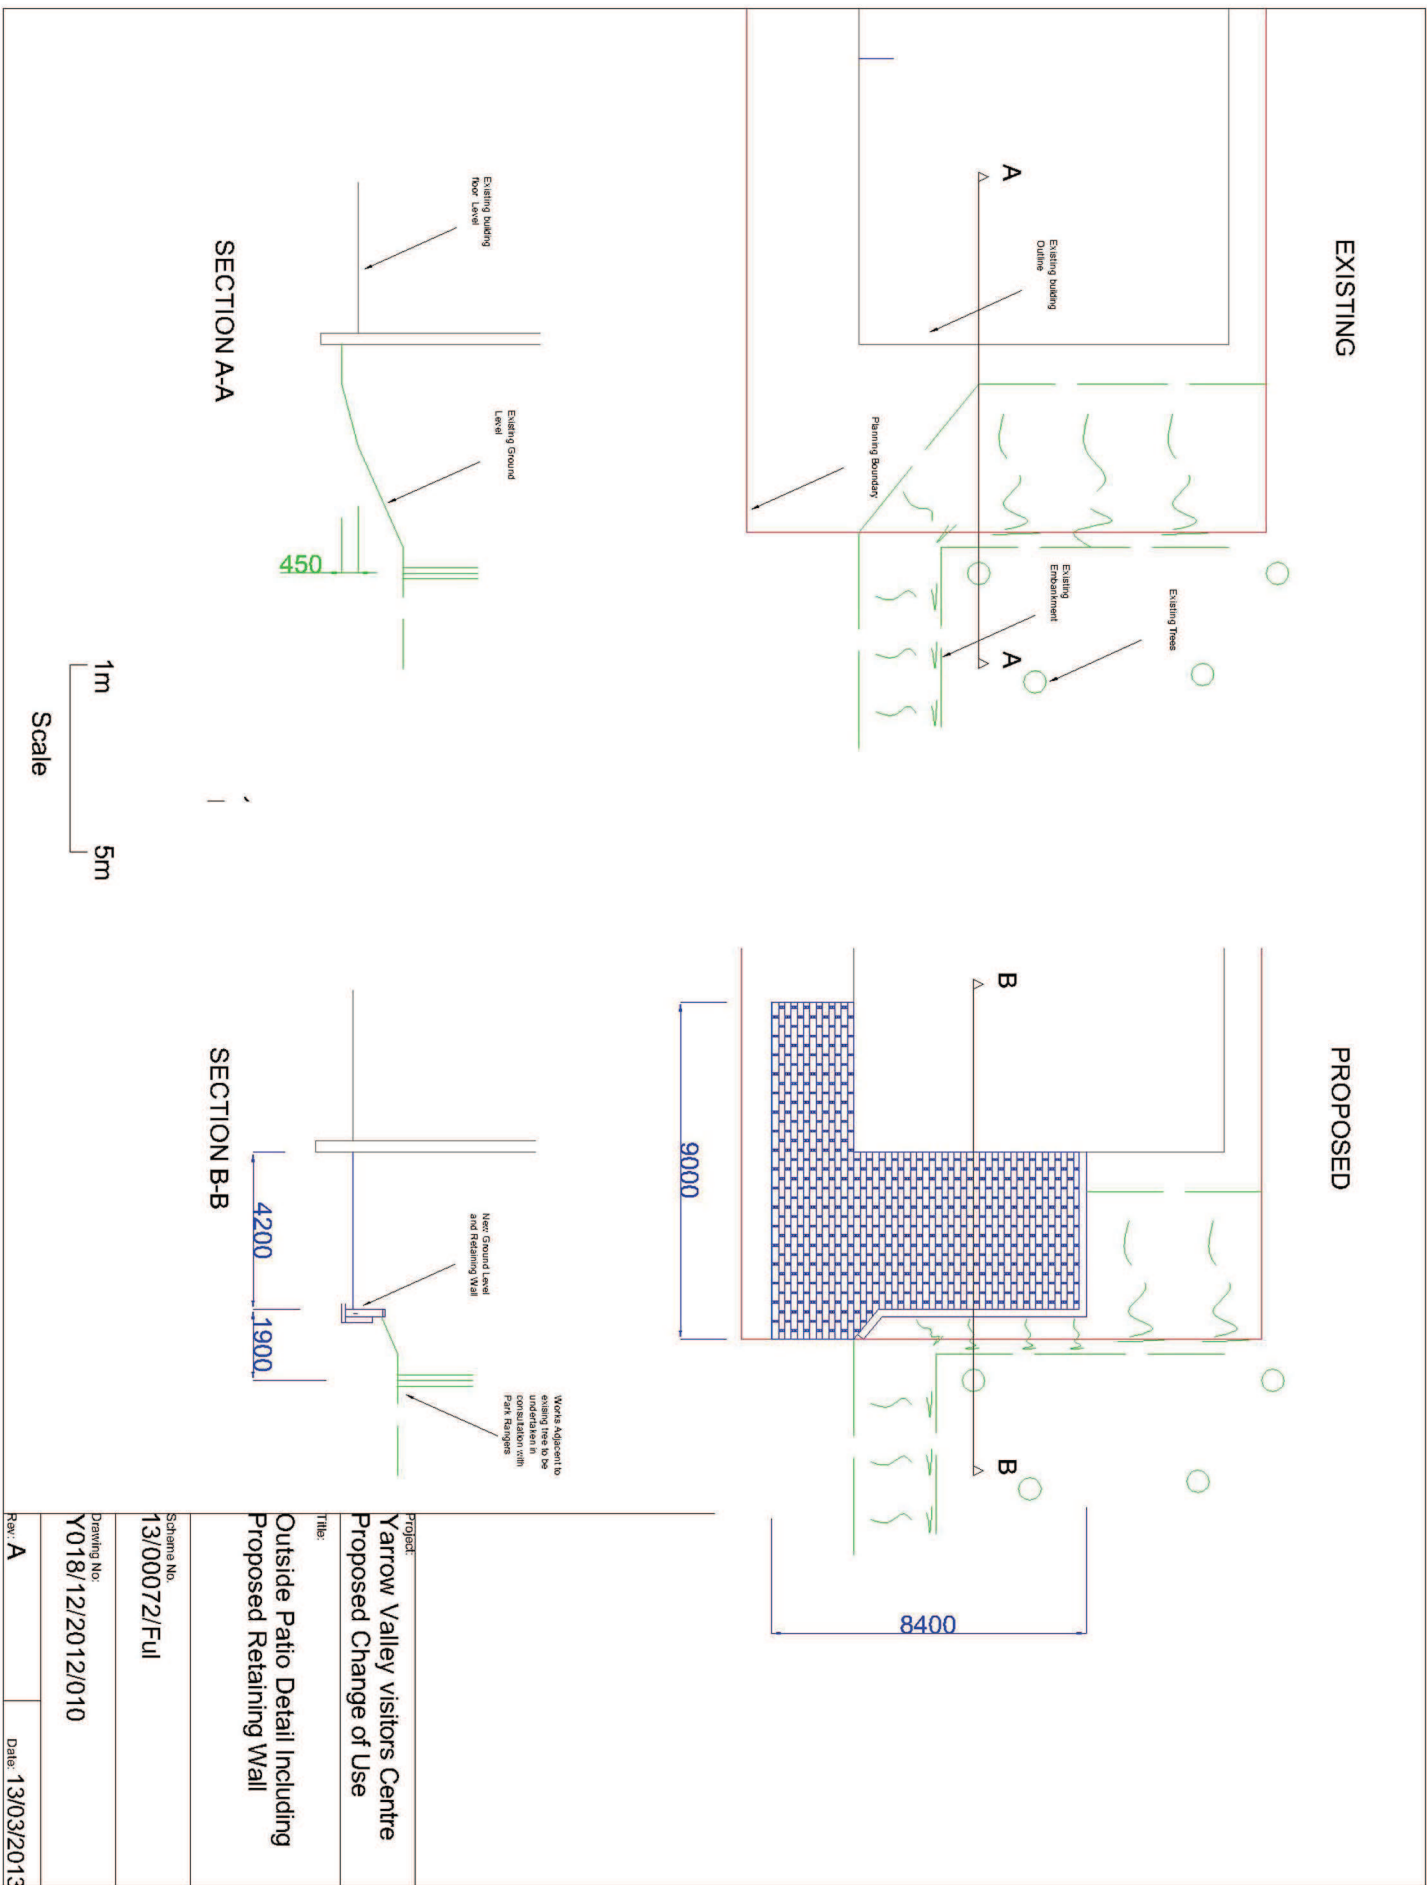 EXISTING
A
Existing building
Outline
Planning Boundary
Existing
Embankment
Existing Trees
A
PROPOSED
B
B
9000
8400
Existing building
floor Level
Existing Ground
Level
450
SECTION A-A
New Ground Level
and Retaining Wall
Works Adjacent to
exising tree to be
undertaken in
consultation with
Park Rangers
4200
1900
SECTION B-B
1m
5m
Scale
Project:
Yarrow Valley visitors Centre
Proposed Change of Use
Title:
Outside Patio Detail Including
Proposed Retaining Wall
Scheme No.
13/00072/Ful
Drawing No:
Y018/12/2012/010
Rev: A
Date: 13/03/2013